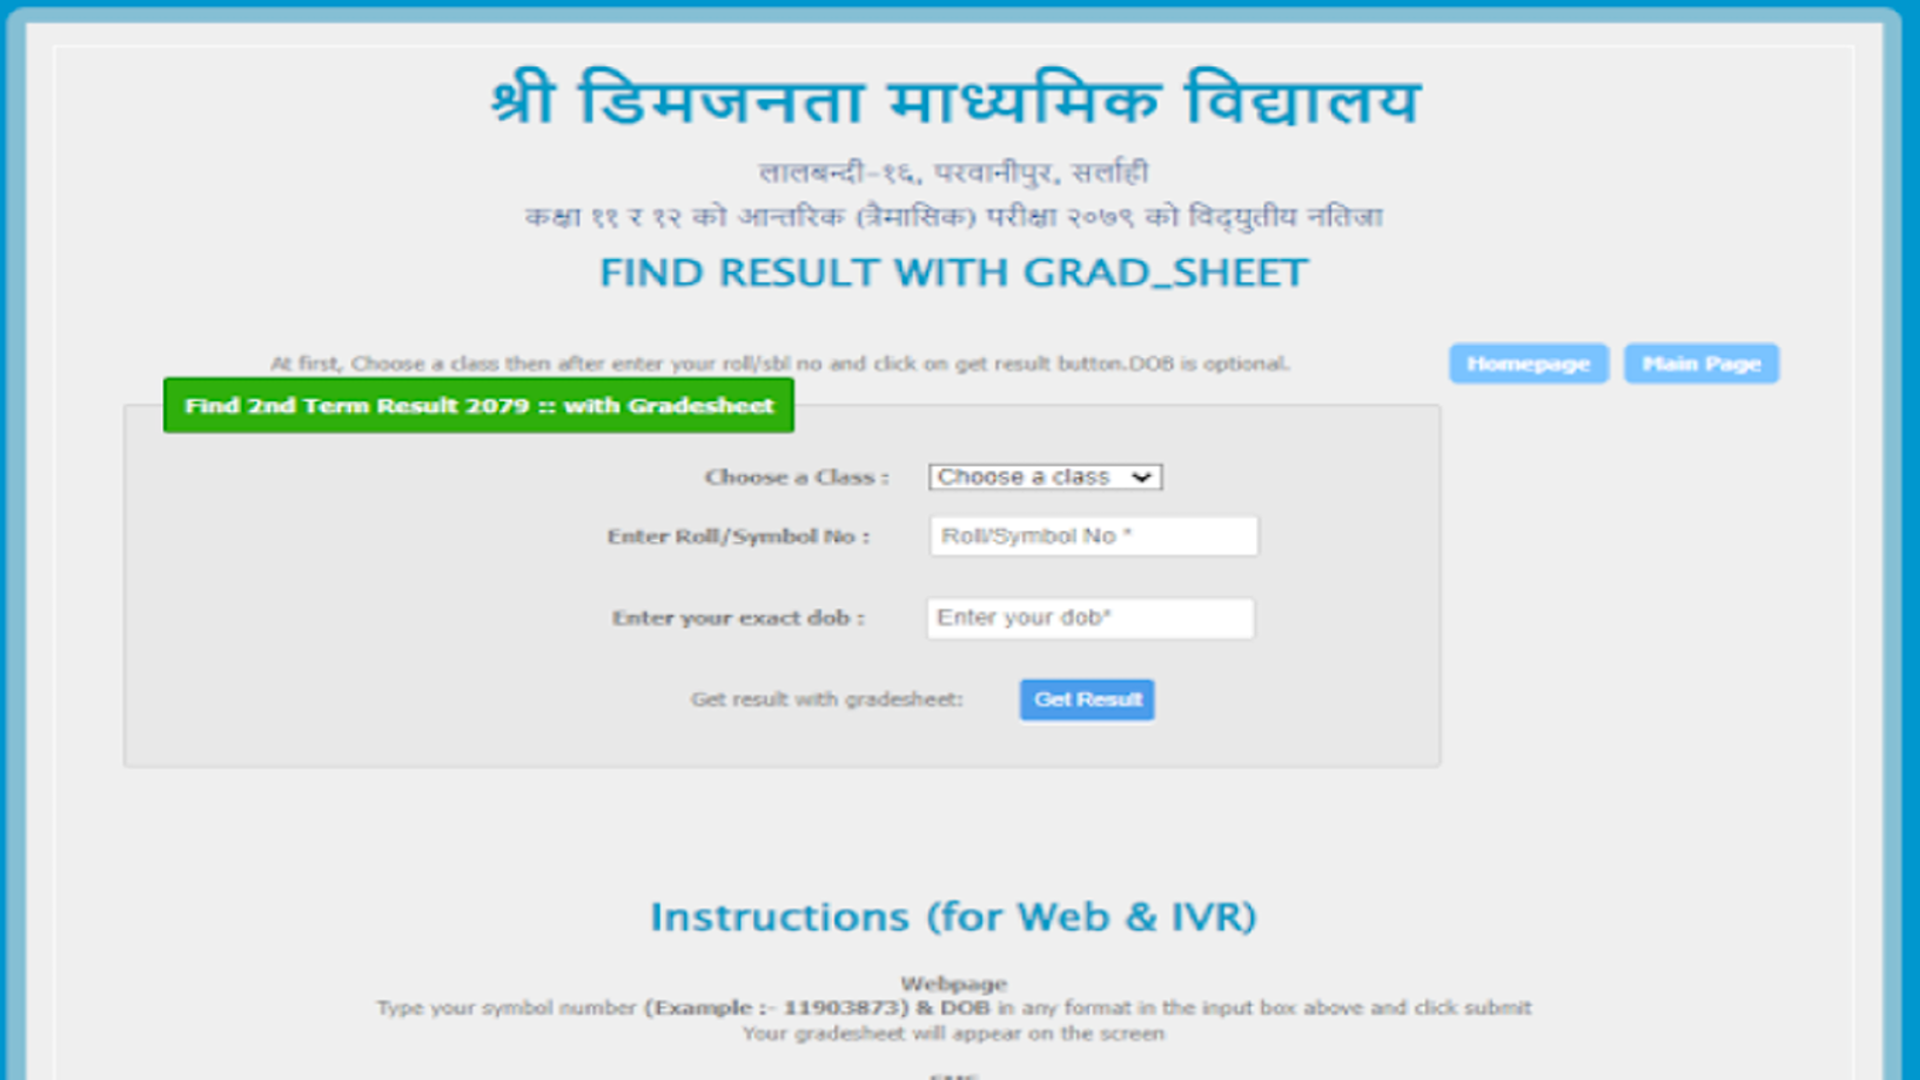 श्री डिमजनता माध्यमिक विद्यालय
लालबन्दी-१६, परवानीपुर, सर्लाही
कक्षा ११ र १२ को आन्तरिक (त्रैमासिक) परीक्षा २०७९ को विद्युतीय नतिजा
FIND RESULT WITH GRAD_SHEET
At first, Choose a class then after enter your roll/sbl no and click on get result button.DOB is optional.
Homepage Main Page
Find 2nd Term Result 2079 :: with Gradesheet
Choose a Class : Choose a class
Enter Roll/Symbol No : Roll/Symbol No *
Enter your exact dob : Enter your dob*
Get result with gradesheet: Get Result
Instructions (for Web & IVR)
Webpage
Type your symbol number (Example :- 11903873) & DOB in any format in the input box above and click submit
Your gradesheet will appear on the screen